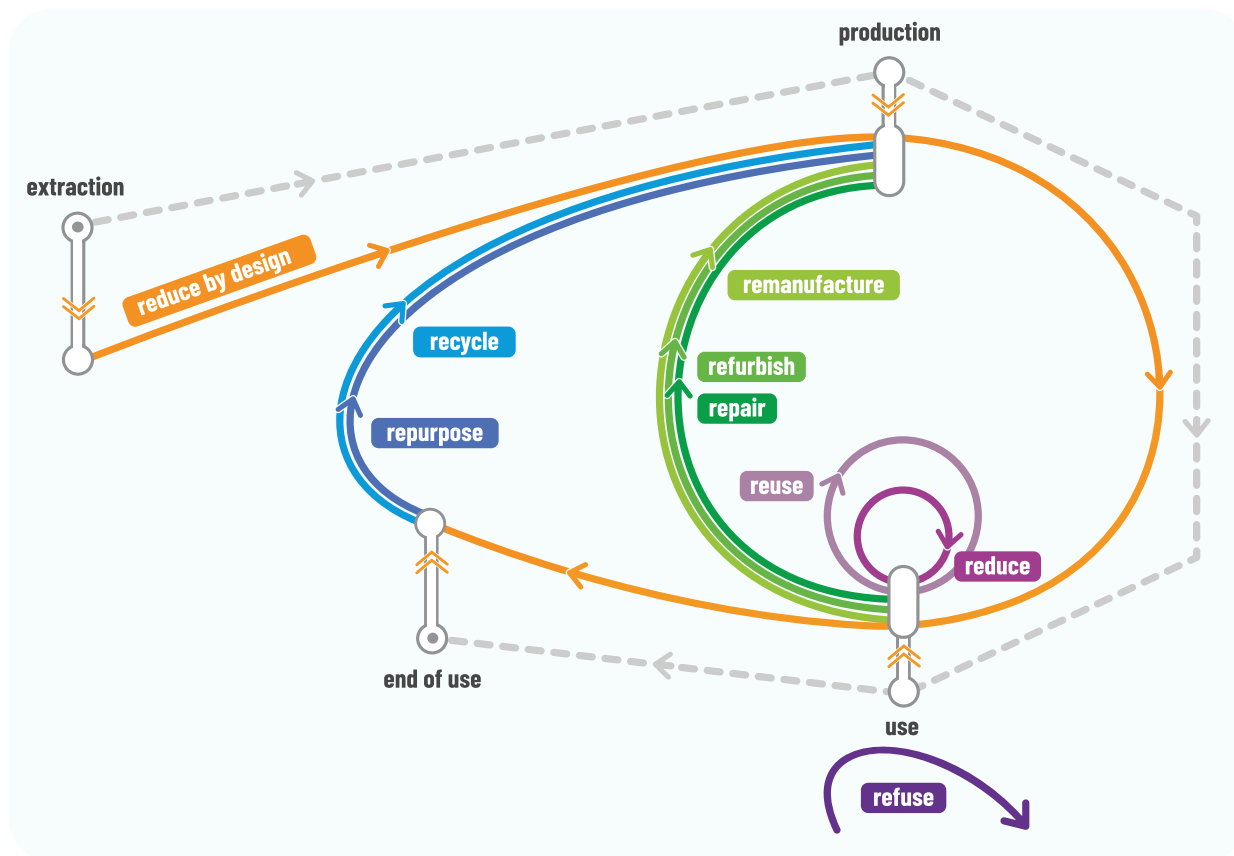 production
extraction
reduce by design
remanufacture
recycle
refurbish
repair
repurpose
reuse
reduce
end of use
use
refuse